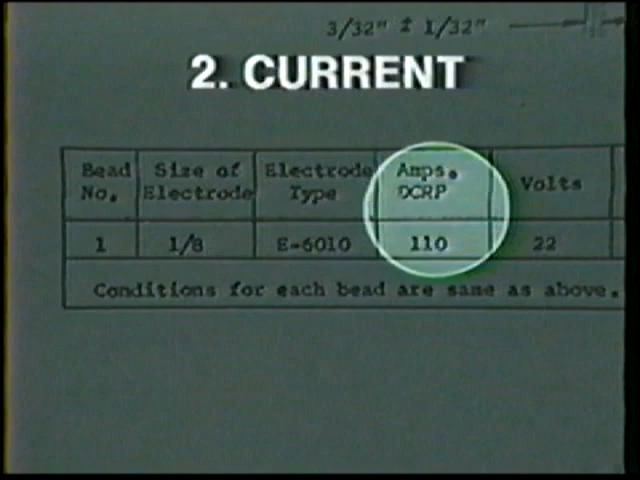 3/32" ± 1/32"
2. CURRENT
Bead No. Size of Electrode Electrode Type Amps. DCRP Volts
1 1/8 E-6010 110 22
Conditions for each bead are same as above.